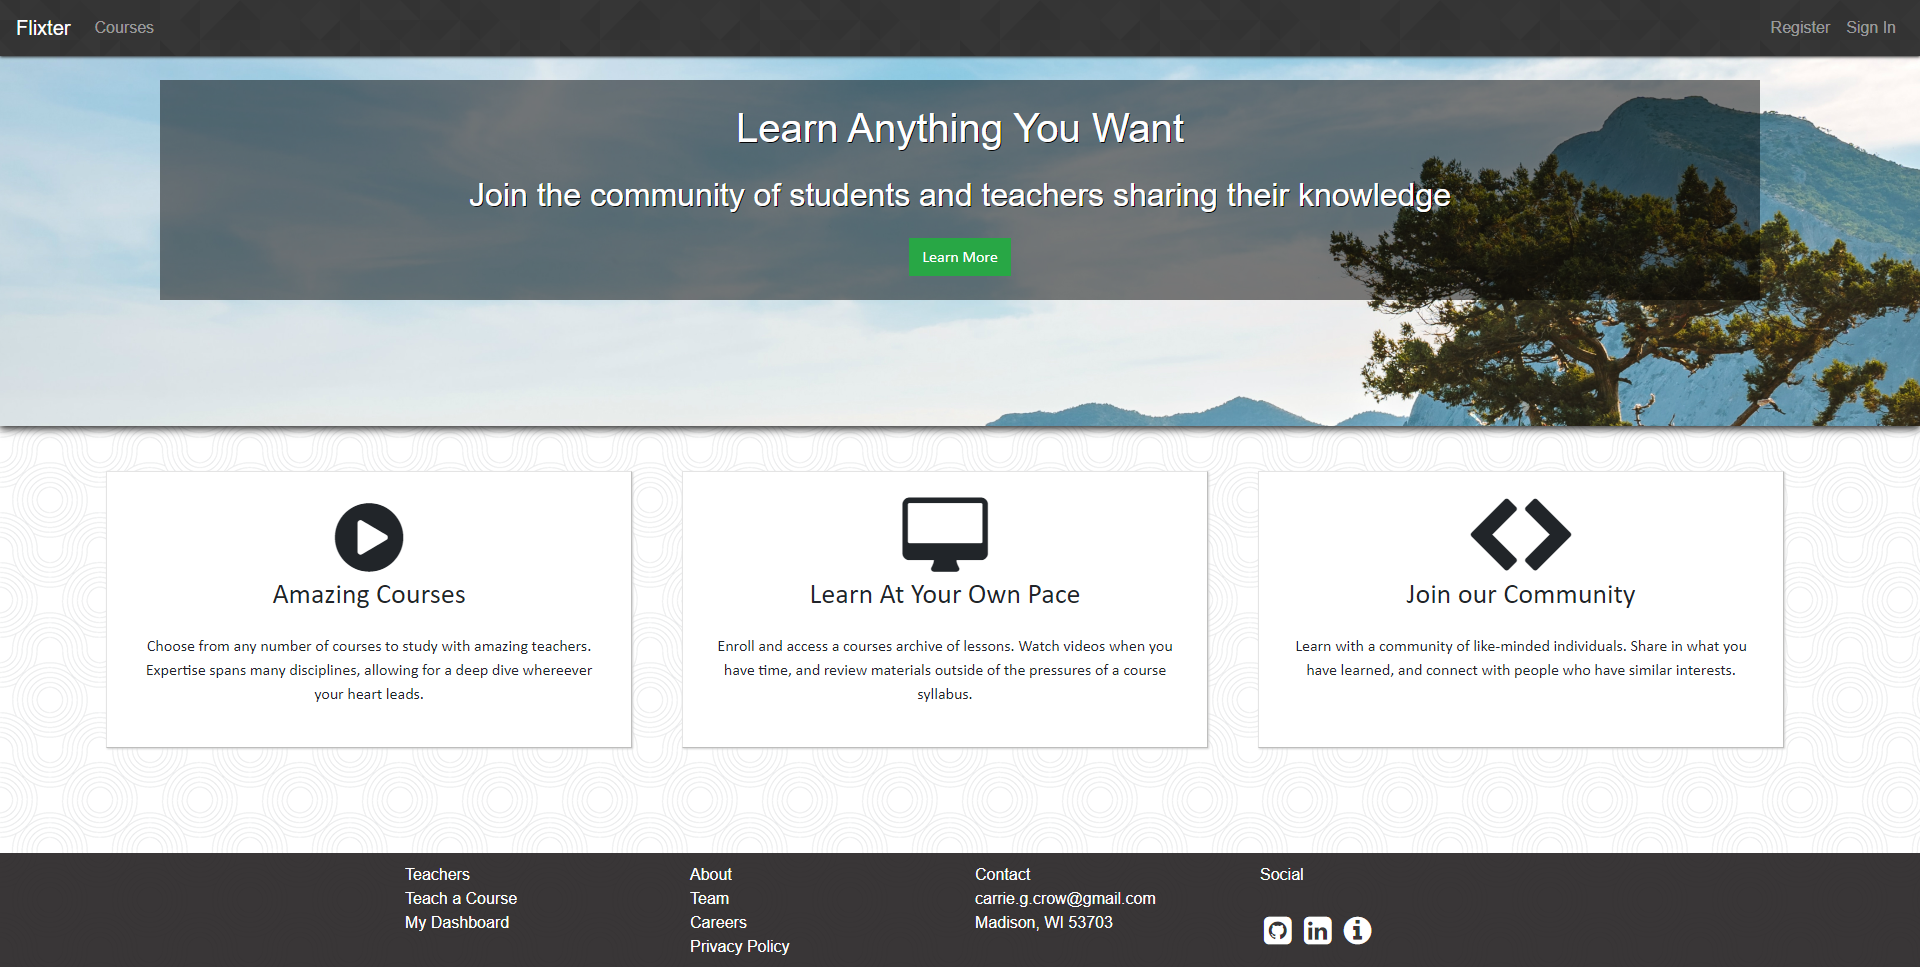 Flixter Courses Register Sign In
Learn Anything You Want
Join the community of students and teachers sharing their knowledge
Learn More
Amazing Courses
Choose from any number of courses to study with amazing teachers.
Expertise spans many disciplines, allowing for a deep dive whereever
your heart leads.
Learn At Your Own Pace
Enroll and access a courses archive of lessons. Watch videos when you
have time, and review materials outside of the pressures of a course
syllabus.
Join our Community
Learn with a community of like-minded individuals. Share in what you
have learned, and connect with people who have similar interests.
Teachers
Teach a Course
My Dashboard
About
Team
Careers
Privacy Policy
Contact
carrie.g.crow@gmail.com
Madison, WI 53703
Social